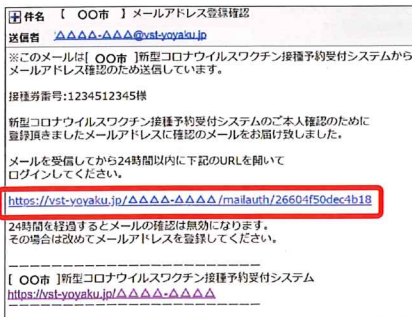 件名 【 〇〇市 】メールアドレス登録確認
送信者 △△△△-△△△@vst-yoyaku.jp
※このメールは[ 〇〇市 ]新型コロナウイルスワクチン接種予約受付システムから
メールアドレス確認のため送信しています。
接種券番号:1234512345様
新型コロナウイルスワクチン接種予約受付システムのご本人確認のために
登録頂きましたメールアドレスに確認のメールをお届け致しました。
メールを受信してから24時間以内に下記のURLを開いて
ログインしてください。
https://vst-yoyaku.jp/△△△△-△△△△/mailauth/26604f50dec4b18
24時間を経過するとメールの確認は無効になります。
その場合は改めてメールアドレスを登録してください。
[ 〇〇市 ]新型コロナウイルスワクチン接種予約受付システム
https://vst-yoyaku.jp/△△△△-△△△△